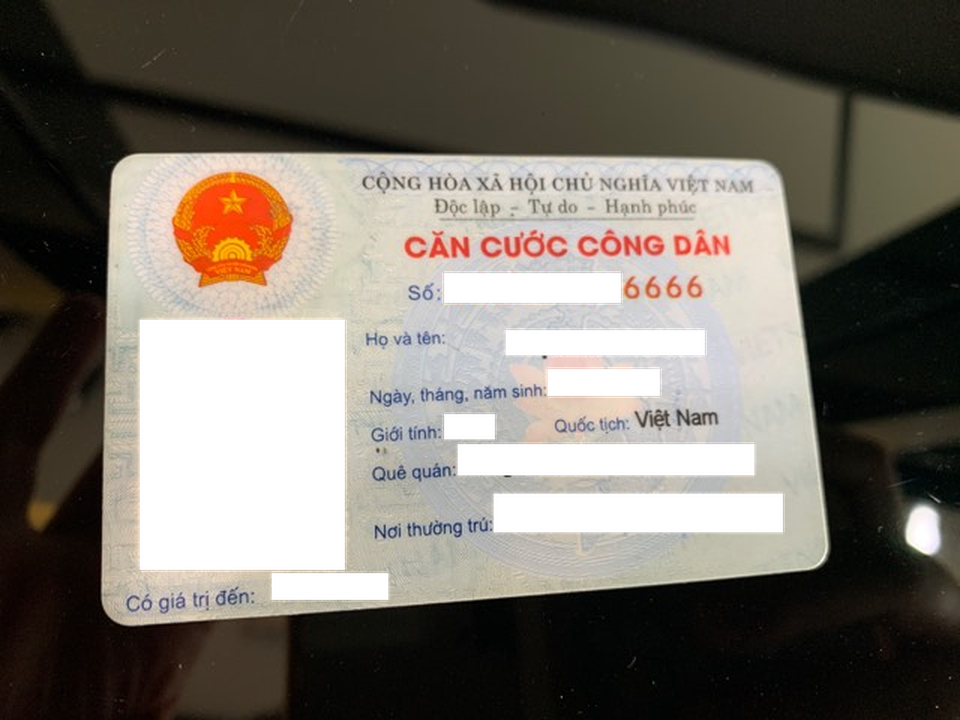 CỘNG HÒA XÃ HỘI CHỦ NGHĨA VIỆT NAM
Độc lập - Tự do - Hạnh phúc
CĂN CƯỚC CÔNG DÂN
Số: 6666
Họ và tên:
Ngày, tháng, năm sinh:
Giới tính: Quốc tịch: Việt Nam
Quê quán:
Nơi thường trú:
Có giá trị đến:
VIỆT NAM